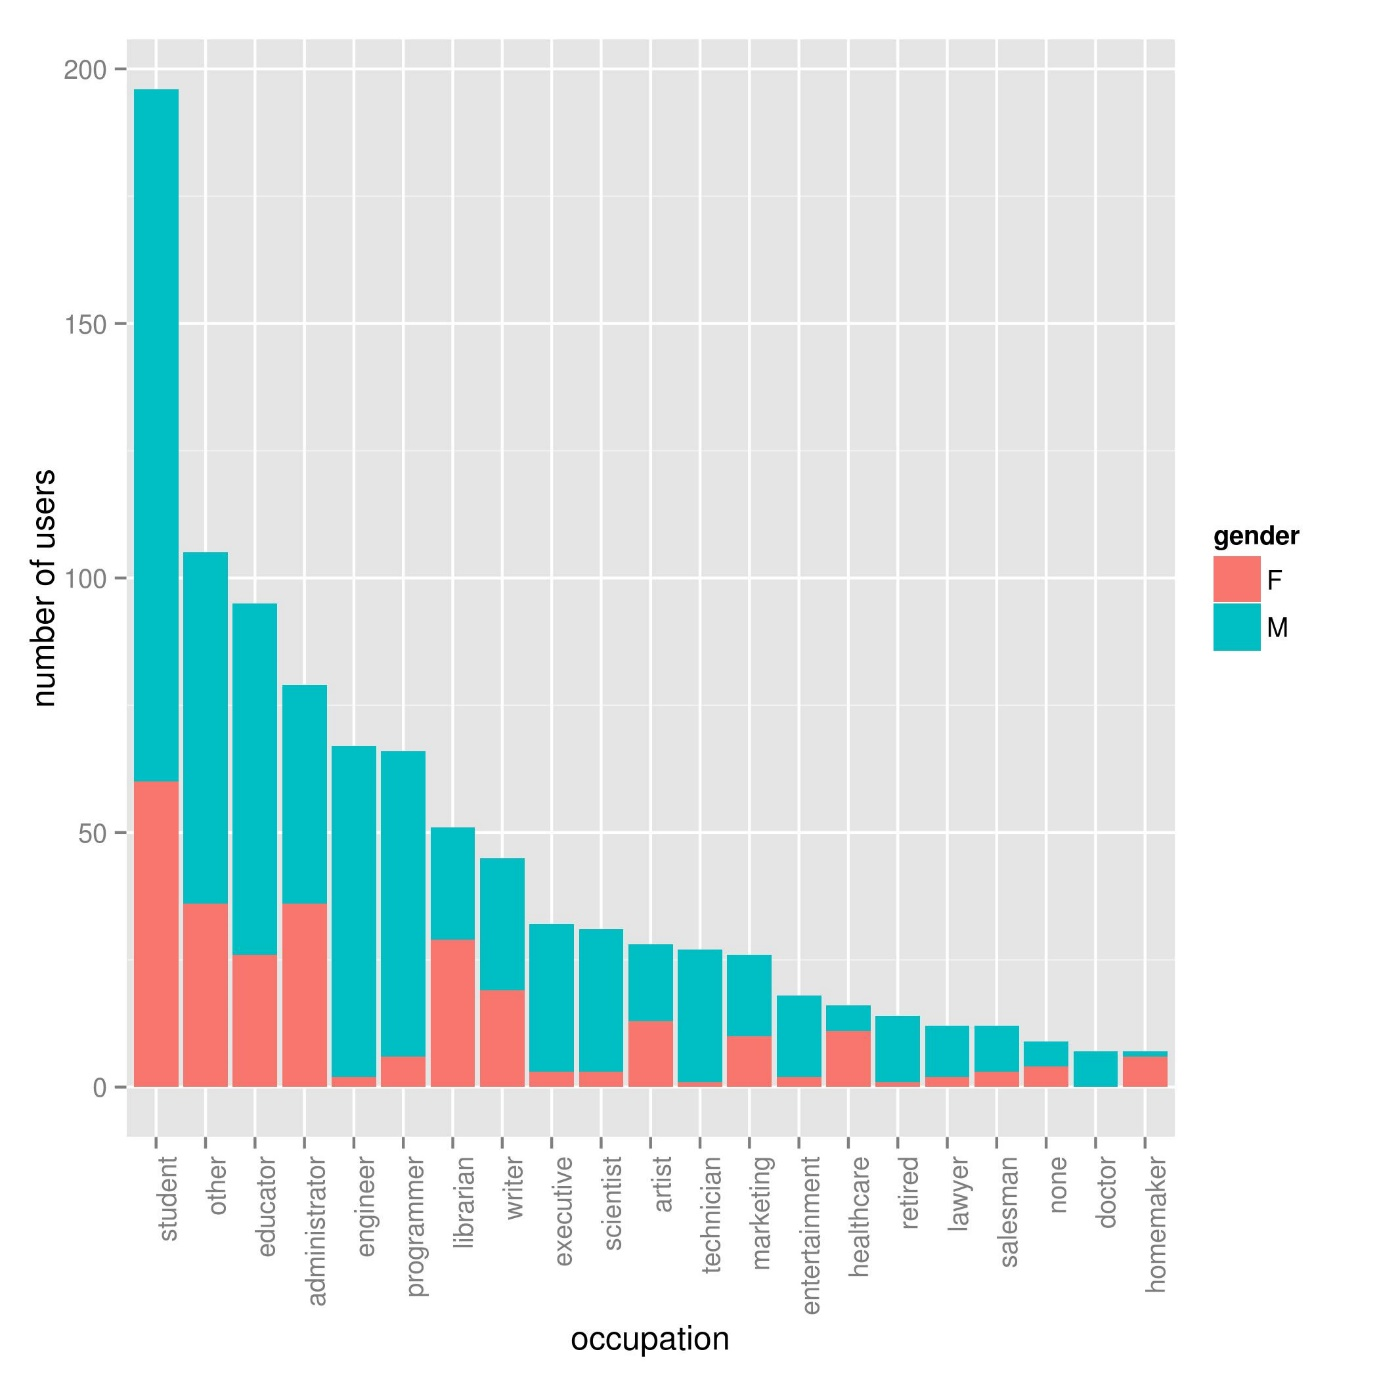 200
150
100
50
0
number of users
student
other
educator
administrator
engineer
programmer
librarian
writer
executive
scientist
artist
technician
marketing
entertainment
healthcare
retired
lawyer
salesman
none
doctor
homemaker
occupation
gender
F
M